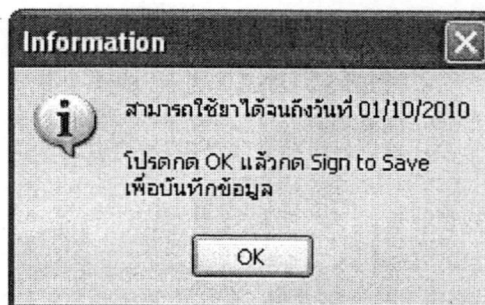 Information
สามารถใช้ยาได้จนถึงวันที่ 01/10/2010
โปรดกด OK แล้วกด Sign to Save
เพื่อบันทึกข้อมูล
OK